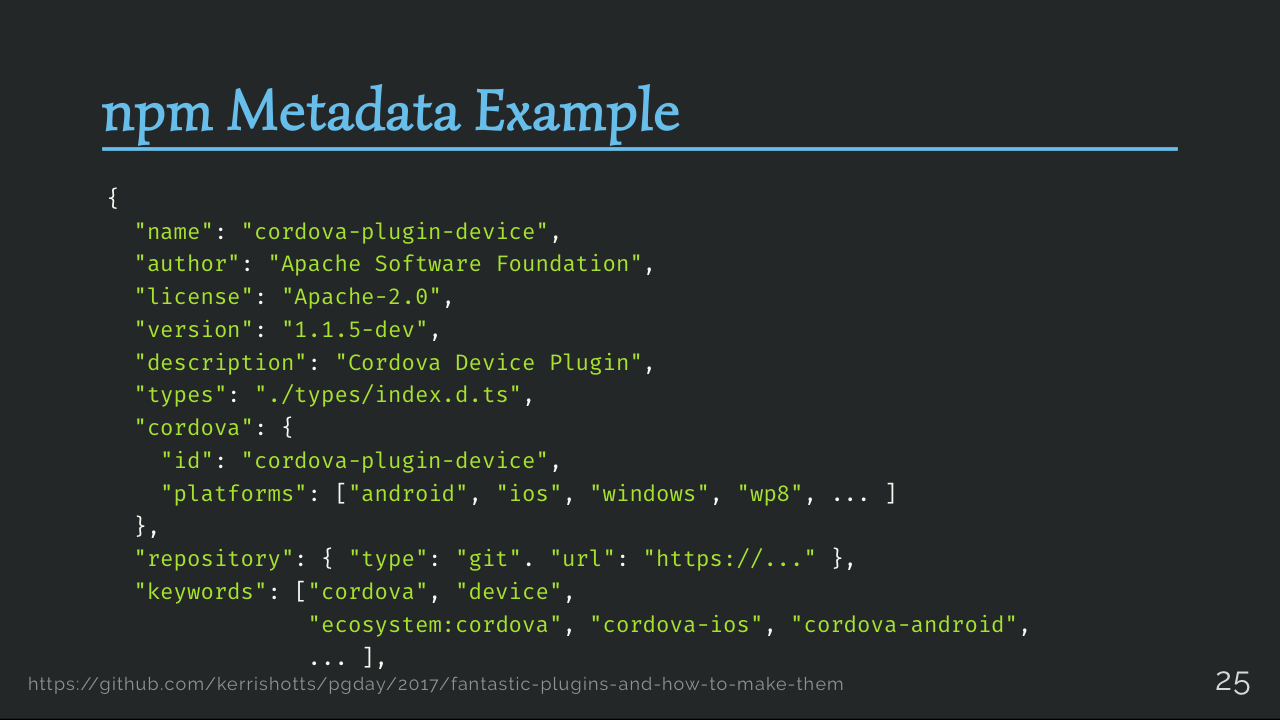 npm Metadata Example
{
  "name": "cordova-plugin-device",
  "author": "Apache Software Foundation",
  "license": "Apache-2.0",
  "version": "1.1.5-dev",
  "description": "Cordova Device Plugin",
  "types": "./types/index.d.ts",
  "cordova": {
    "id": "cordova-plugin-device",
    "platforms": ["android", "ios", "windows", "wp8", ... ]
  },
  "repository": { "type": "git". "url": "https://..." },
  "keywords": ["cordova", "device",
               "ecosystem:cordova", "cordova-ios", "cordova-android",
               ... ],
https://github.com/kerrishotts/pgday/2017/fantastic-plugins-and-how-to-make-them
25